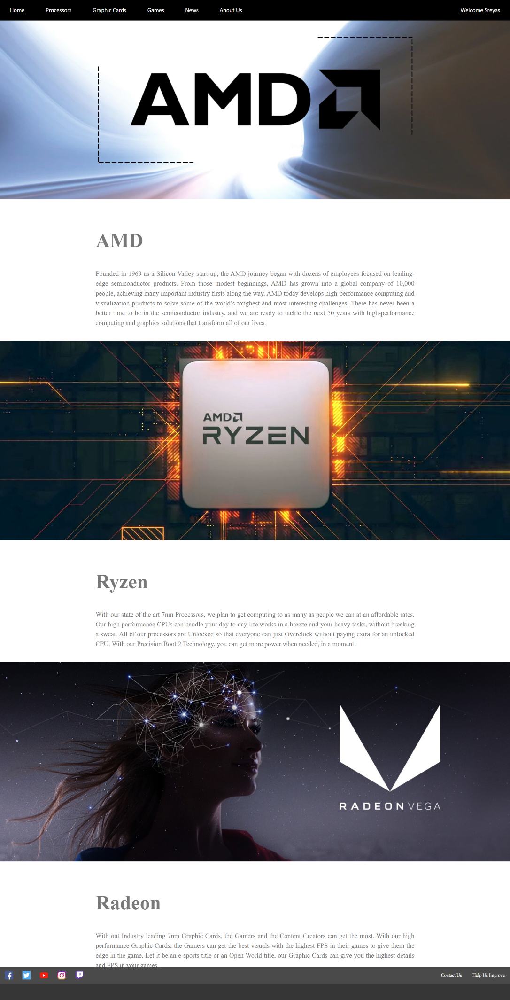 Home Processors Graphic Cards Games News About Us Welcome Sreyas
AMD
AMD
Founded in 1969 as a Silicon Valley start-up, the AMD journey began with dozens of employees focused on leading-
edge semiconductor products. From those modest beginnings, AMD has grown into a global company of 10,000
people, achieving many important industry firsts along the way. AMD today develops high-performance computing and
visualization products to solve some of the world’s toughest and most interesting challenges. There has never been a
better time to be in the semiconductor industry, and we are ready to tackle the next 50 years with high-performance
computing and graphics solutions that transform all of our lives.
AMD
RYZEN
Ryzen
With our state of the art 7nm Processors, we plan to get computing to as many as people we can at an affordable rates.
Our high performance CPUs can handle your day to day life works in a breeze and your heavy tasks, without breaking
a sweat. All of our processors are Unlocked so that everyone can just Overclock without paying extra for an unlocked
CPU. With our Precision Boot 2 Technology, you can get more power when needed, in a moment.
RADEON VEGA
Radeon
With out Industry leading 7nm Graphic Cards, the Gamers and the Content Creators can get the most. With our high
performance Graphic Cards, the Gamers can get the best visuals with the highest FPS in their games to give them the
edge in the game. Let it be an e-sports title or an Open World title, our Graphic Cards can give you the highest details
and FPS in your games.
Contact Us Help Us Improve